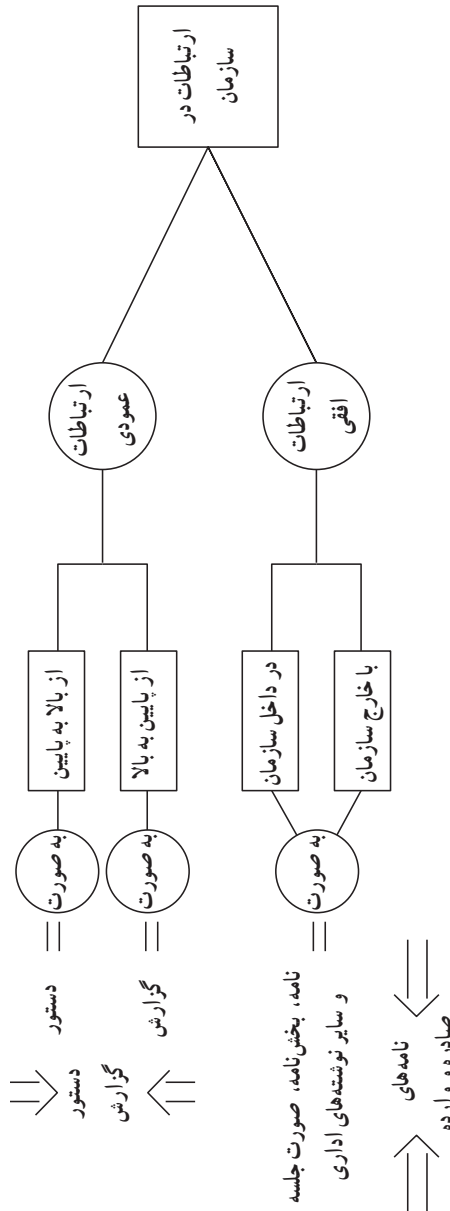 ارتباطات در
سازمان
ارتباطات
عمودی
ارتباطات
افقی
از بالا به پایین
از پایین به بالا
در داخل سازمان
با خارج سازمان
به صورت
به صورت
به صورت
دستور
گزارش
نامه، بخش‌نامه، صورت جلسه
و سایر نوشته‌های اداری
دستور
گزارش
نامه‌های
صادره و وارده